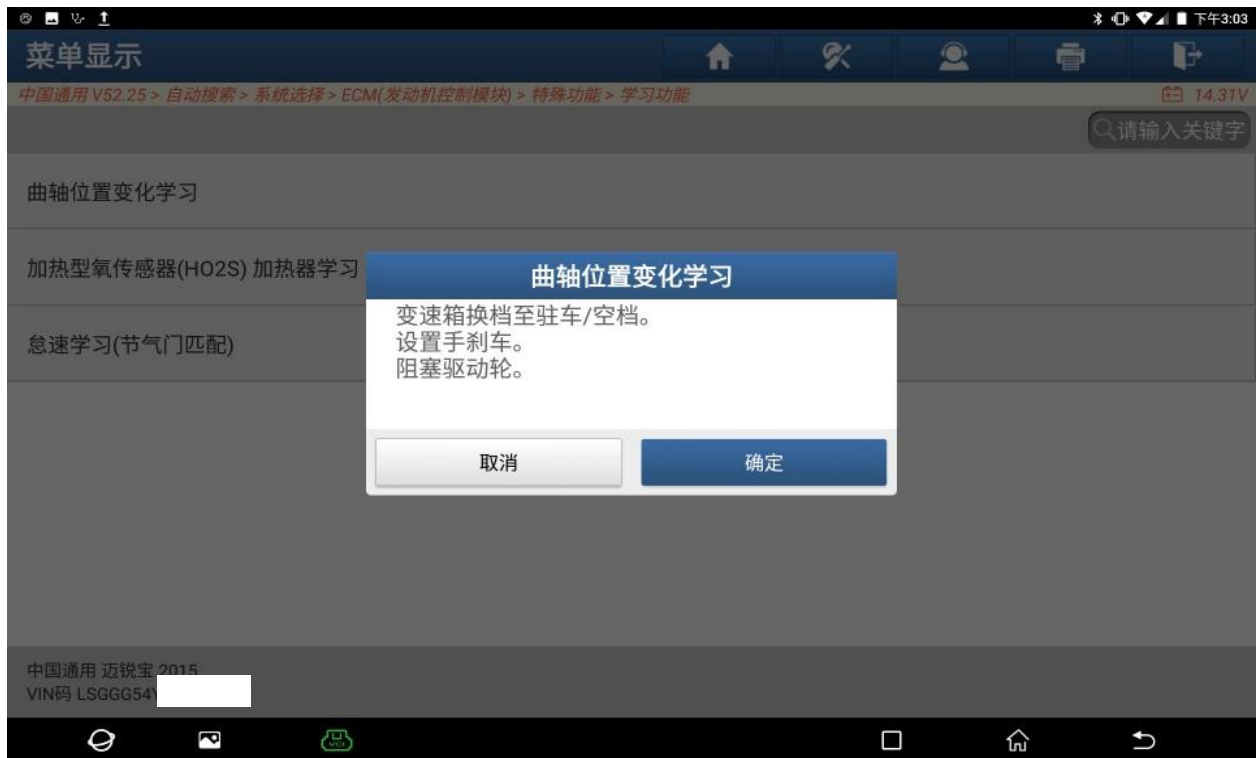 下午3:03
菜单显示
中国通用 V52.25 > 自动搜索 > 系统选择 > ECM(发动机控制模块) > 特殊功能 > 学习功能
14.31V
请输入关键字
曲轴位置变化学习
加热型氧传感器(HO2S) 加热器学习
怠速学习(节气门匹配)
曲轴位置变化学习
变速箱换档至驻车/空档。
设置手刹车。
阻塞驱动轮。
取消
确定
中国通用 迈锐宝 2015
VIN码 LSGGG54Y
VCI